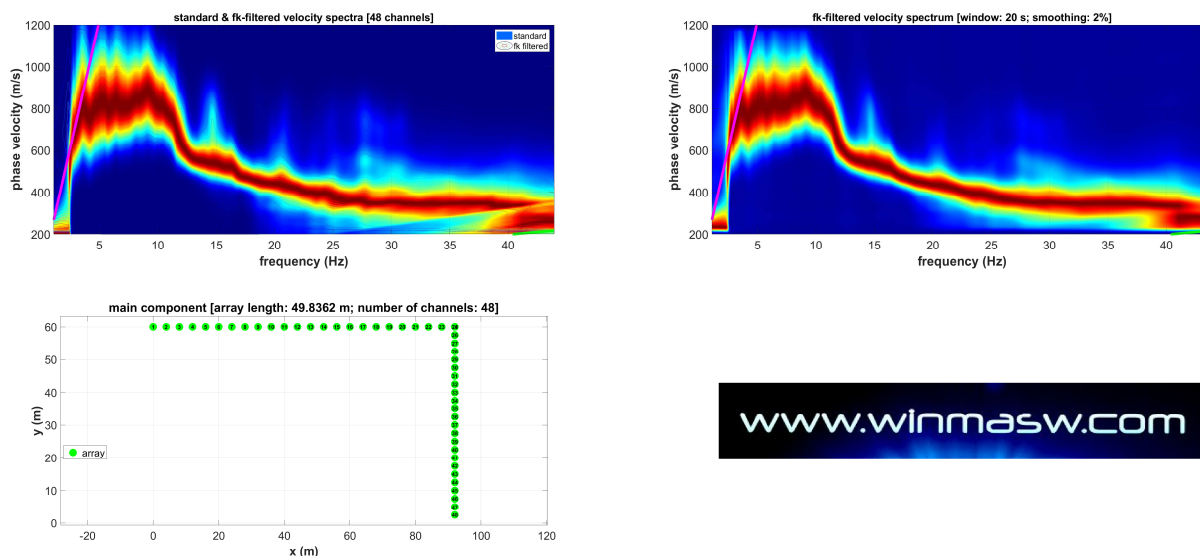 standard & fk-filtered velocity spectra [48 channels]
phase velocity (m/s)
1200
1000
800
600
400
200
5 10 15 20 25 30 35 40
frequency (Hz)
standard
fk filtered
fk-filtered velocity spectrum [window: 20 s; smoothing: 2%]
phase velocity (m/s)
1200
1000
800
600
400
200
5 10 15 20 25 30 35 40
frequency (Hz)
main component [array length: 49.8362 m; number of channels: 48]
y (m)
60
50
40
30
20
10
0
-20 0 20 40 60 80 100 120
x (m)
array
www.winmasw.com